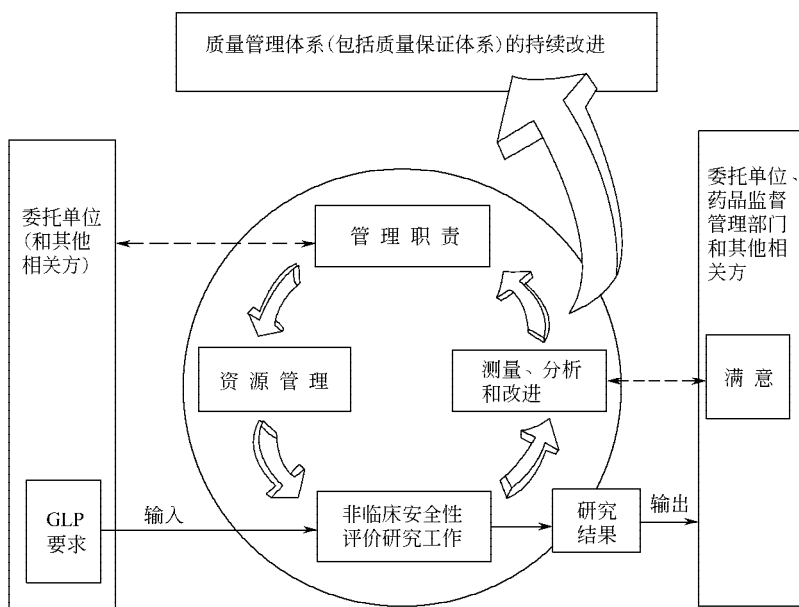 质量管理体系(包括质量保证体系)的持续改进
委托单位
(和其他
相关方)
委托单位、
药品监督
管理部门
和其他相
关方
管理职责
资源管理
测量、分析
和改进
满意
GLP
要求
输入
非临床安全性
评价研究工作
研究
结果
输出